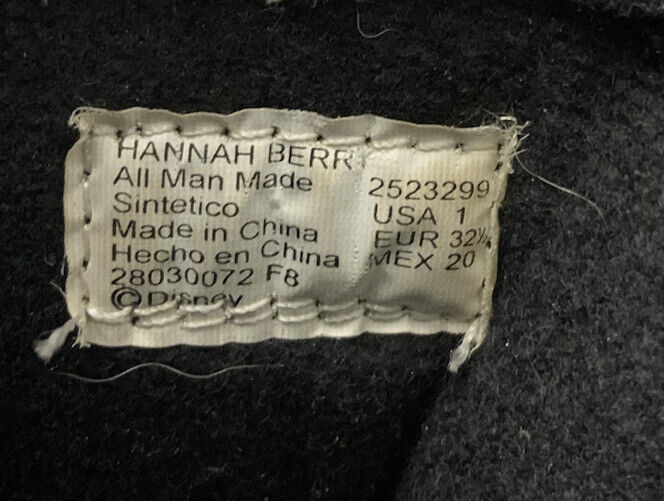 HANNAH BERRY
All Man Made
Sintetico
Made in China
Hecho en China
28030072 F8
©Disney
2523299
USA 1
EUR 32½
MEX 20